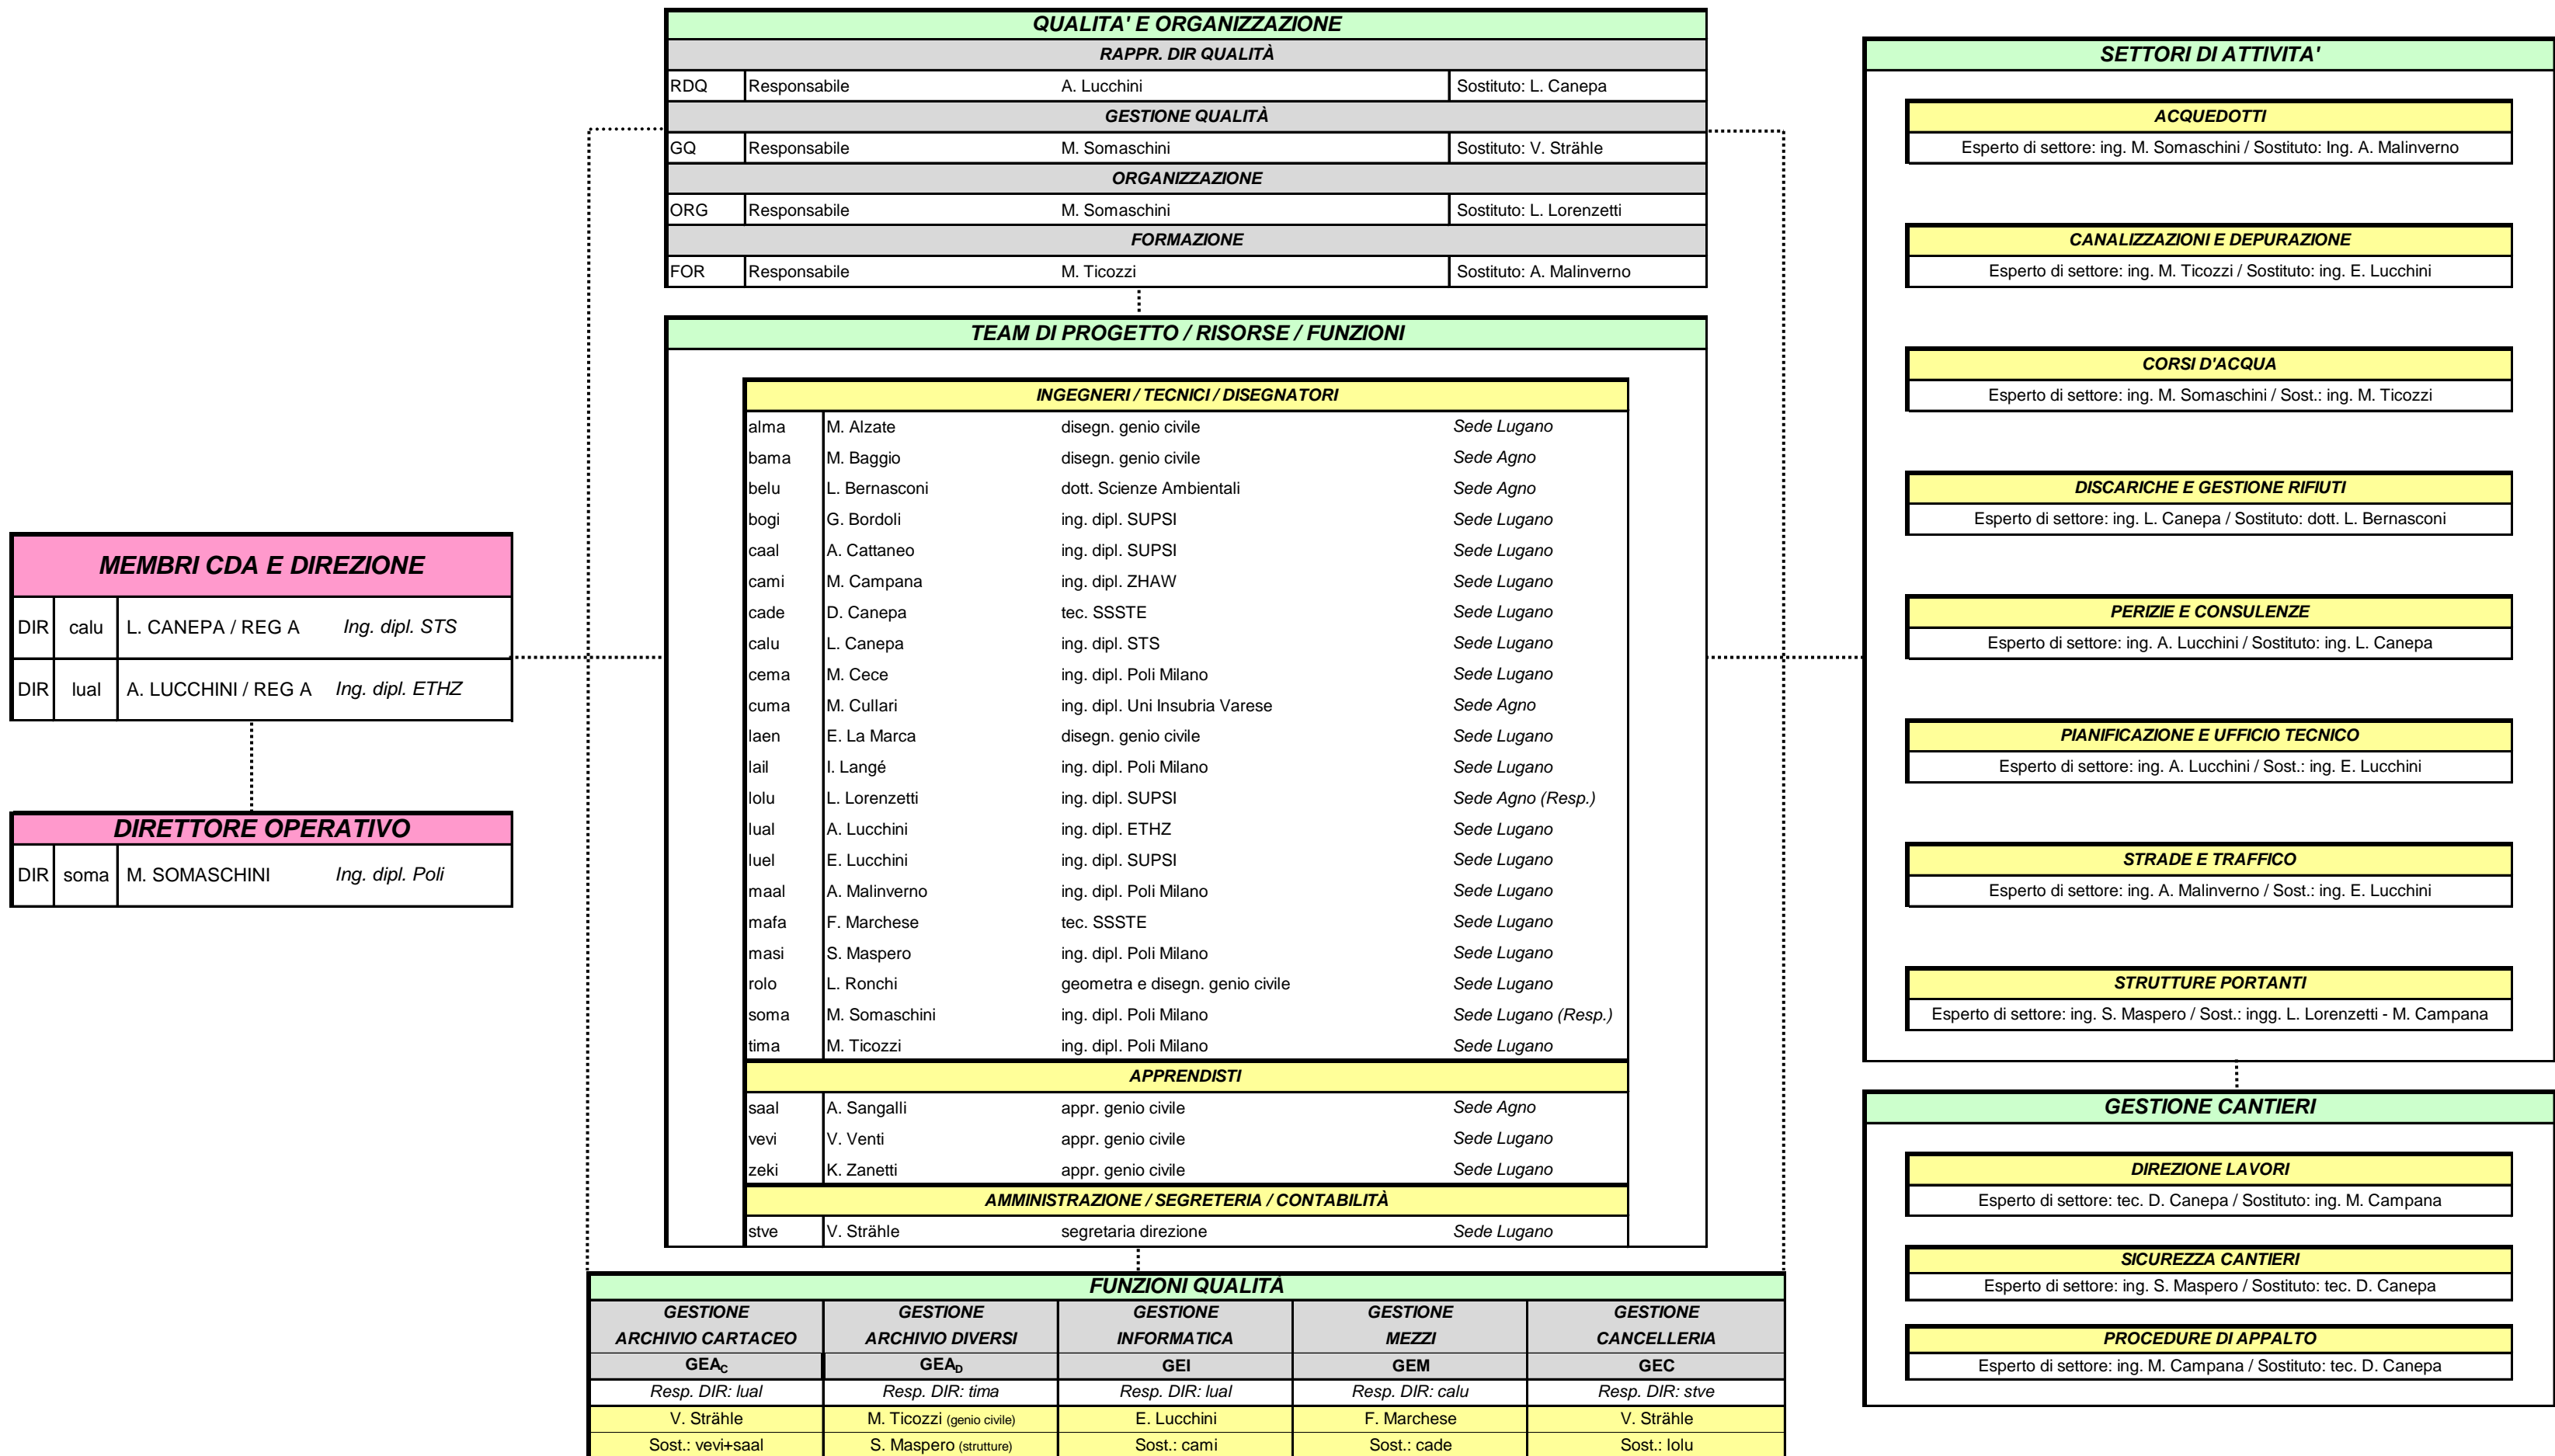 QUALITA' E ORGANIZZAZIONE
RAPPR. DIR QUALITÀ
RDQ Responsabile A. Lucchini Sostituto: L. Canepa
GESTIONE QUALITÀ
GQ Responsabile M. Somaschini Sostituto: V. Strähle
ORGANIZZAZIONE
ORG Responsabile M. Somaschini Sostituto: L. Lorenzetti
FORMAZIONE
FOR Responsabile M. Ticozzi Sostituto: A. Malinverno
MEMBRI CDA E DIREZIONE
DIR calu L. CANEPA / REG A Ing. dipl. STS
DIR lual A. LUCCHINI / REG A Ing. dipl. ETHZ
DIRETTORE OPERATIVO
DIR soma M. SOMASCHINI Ing. dipl. Poli
TEAM DI PROGETTO / RISORSE / FUNZIONI
INGEGNERI / TECNICI / DISEGNATORI
alma M. Alzate disegn. genio civile Sede Lugano
bama M. Baggio disegn. genio civile Sede Agno
belu L. Bernasconi dott. Scienze Ambientali Sede Agno
bogi G. Bordoli ing. dipl. SUPSI Sede Lugano
caal A. Cattaneo ing. dipl. SUPSI Sede Lugano
cami M. Campana ing. dipl. ZHAW Sede Lugano
cade D. Canepa tec. SSSTE Sede Lugano
calu L. Canepa ing. dipl. STS Sede Lugano
cema M. Cece ing. dipl. Poli Milano Sede Lugano
cuma M. Cullari ing. dipl. Uni Insubria Varese Sede Agno
laen E. La Marca disegn. genio civile Sede Lugano
lail I. Langé ing. dipl. Poli Milano Sede Lugano
lolu L. Lorenzetti ing. dipl. SUPSI Sede Agno (Resp.)
lual A. Lucchini ing. dipl. ETHZ Sede Lugano
luel E. Lucchini ing. dipl. SUPSI Sede Lugano
maal A. Malinverno ing. dipl. Poli Milano Sede Lugano
mafa F. Marchese tec. SSSTE Sede Lugano
masi S. Maspero ing. dipl. Poli Milano Sede Lugano
rolo L. Ronchi geometra e disegn. genio civile Sede Lugano
soma M. Somaschini ing. dipl. Poli Milano Sede Lugano (Resp.)
tima M. Ticozzi ing. dipl. Poli Milano Sede Lugano
APPRENDISTI
saal A. Sangalli appr. genio civile Sede Agno
vevi V. Venti appr. genio civile Sede Lugano
zeki K. Zanetti appr. genio civile Sede Lugano
AMMINISTRAZIONE / SEGRETERIA / CONTABILITÀ
stve V. Strähle segretaria direzione Sede Lugano
FUNZIONI QUALITÀ
GESTIONE GESTIONE GESTIONE GESTIONE GESTIONE
ARCHIVIO CARTACEO ARCHIVIO DIVERSI INFORMATICA MEZZI CANCELLERIA
GEAC GEAD GEI GEM GEC
Resp. DIR: lual Resp. DIR: tima Resp. DIR: lual Resp. DIR: calu Resp. DIR: stve
V. Strähle M. Ticozzi (genio civile) E. Lucchini F. Marchese V. Strähle
Sost.: vevi+saal S. Maspero (strutture) Sost.: cami Sost.: cade Sost.: lolu
SETTORI DI ATTIVITA'
ACQUEDOTTI
Esperto di settore: ing. M. Somaschini / Sostituto: Ing. A. Malinverno
CANALIZZAZIONI E DEPURAZIONE
Esperto di settore: ing. M. Ticozzi / Sostituto: ing. E. Lucchini
CORSI D'ACQUA
Esperto di settore: ing. M. Somaschini / Sost.: ing. M. Ticozzi
DISCARICHE E GESTIONE RIFIUTI
Esperto di settore: ing. L. Canepa / Sostituto: dott. L. Bernasconi
PERIZIE E CONSULENZE
Esperto di settore: ing. A. Lucchini / Sostituto: ing. L. Canepa
PIANIFICAZIONE E UFFICIO TECNICO
Esperto di settore: ing. A. Lucchini / Sost.: ing. E. Lucchini
STRADE E TRAFFICO
Esperto di settore: ing. A. Malinverno / Sost.: ing. E. Lucchini
STRUTTURE PORTANTI
Esperto di settore: ing. S. Maspero / Sost.: ingg. L. Lorenzetti - M. Campana
GESTIONE CANTIERI
DIREZIONE LAVORI
Esperto di settore: tec. D. Canepa / Sostituto: ing. M. Campana
SICUREZZA CANTIERI
Esperto di settore: ing. S. Maspero / Sostituto: tec. D. Canepa
PROCEDURE DI APPALTO
Esperto di settore: ing. M. Campana / Sostituto: tec. D. Canepa